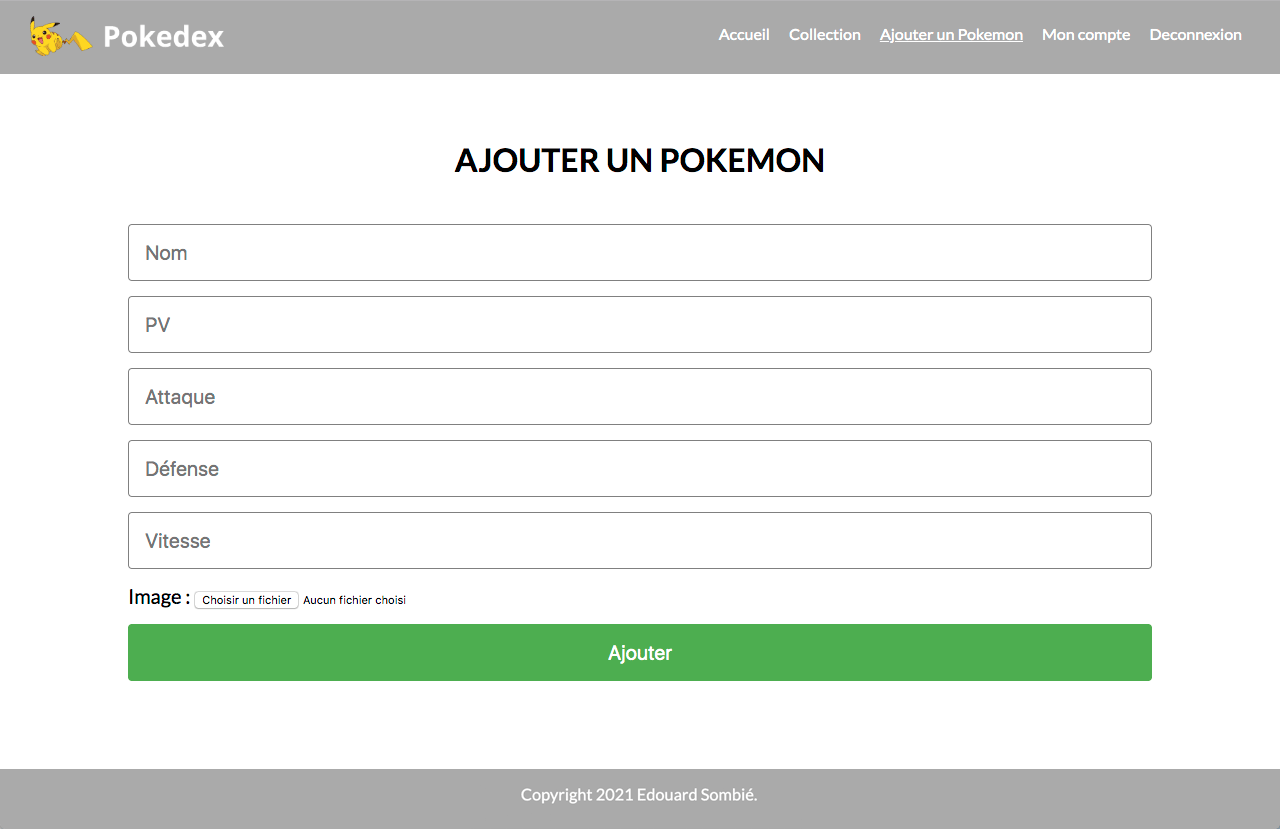 Pokedex
Accueil Collection Ajouter un Pokemon Mon compte Deconnexion
AJOUTER UN POKEMON
Nom
PV
Attaque
Défense
Vitesse
Image : Choisir un fichier Aucun fichier choisi
Ajouter
Copyright 2021 Edouard Sombié.